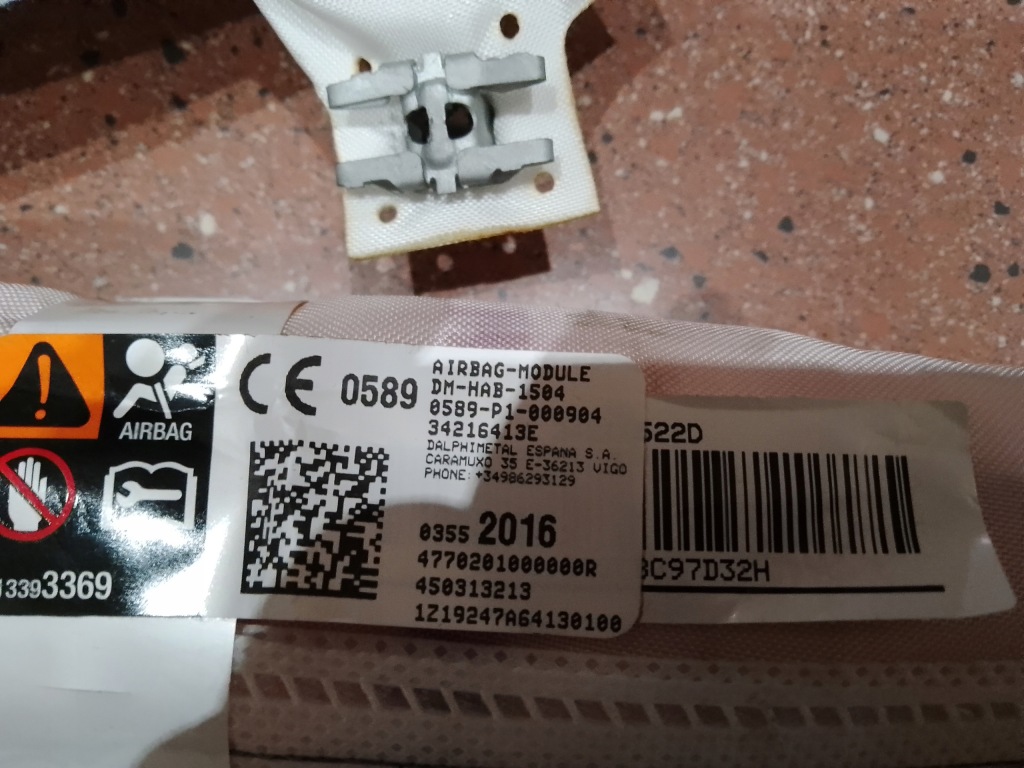 AIRBAG
133933369
CE 0589
AIRBAG-MODULE
DM-HAB-1504
0589-P1-000904
34216413E
DALPHIMETAL ESPANA S.A.
CARAMUXO 35 E-36213 VIGO
PHONE: +34986293129
0355 2016
4770201000000R
450313213
1Z19247A64130100
522D
3C97D32H